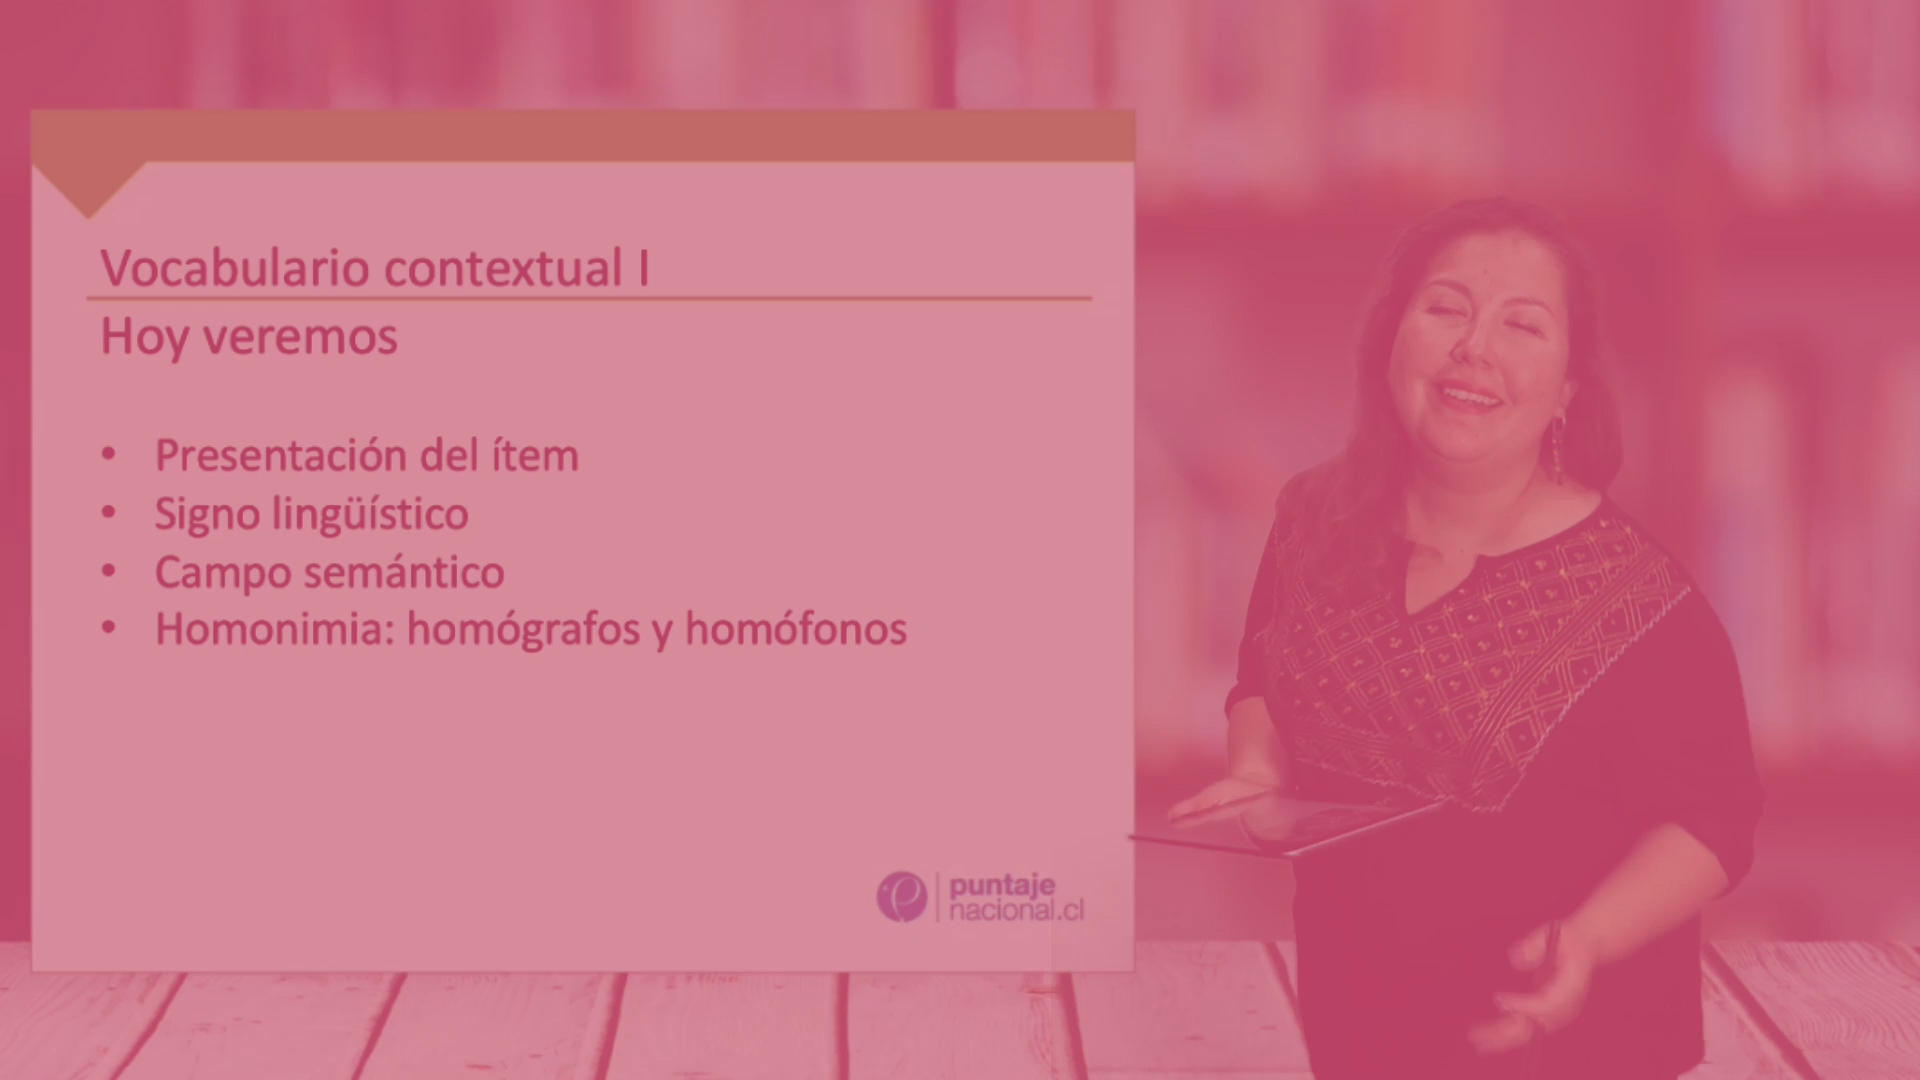 Vocabulario contextual I
Hoy veremos
• Presentación del ítem
• Signo lingüístico
• Campo semántico
• Homonimia: homógrafos y homófonos
puntaje
nacional.cl